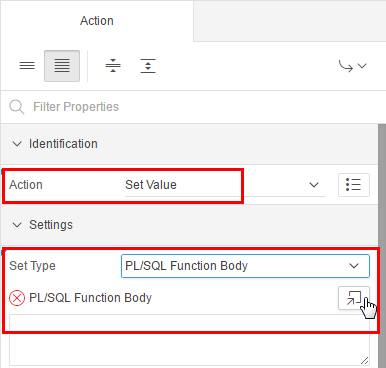 Action
Filter Properties
Identification
Action Set Value
Settings
Set Type PL/SQL Function Body
PL/SQL Function Body